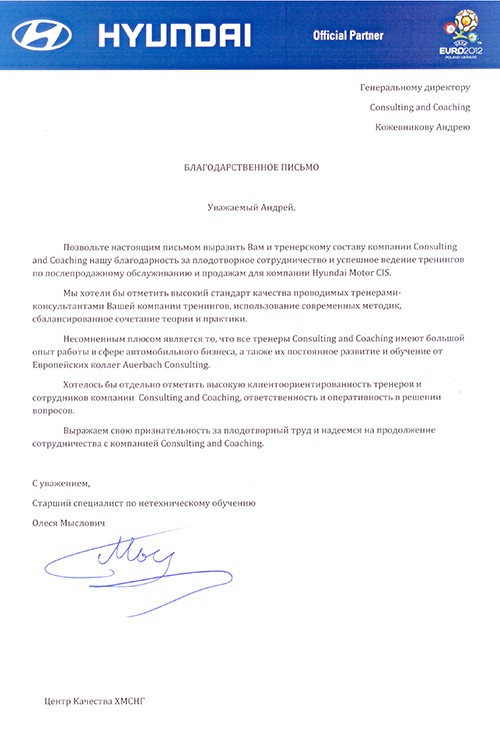 HYUNDAI
Official Partner
UEFA
EURO2012
POLAND-UKRAINE
Генеральному директору
Consulting and Coaching
Кожевникову Андрею
БЛАГОДАРСТВЕННОЕ ПИСЬМО
Уважаемый Андрей,
Позвольте настоящим письмом выразить Вам и тренерскому составу компании Consulting
and Coaching нашу благодарность за плодотворное сотрудничество и успешное ведение тренингов
по послепродажному обслуживанию и продажам для компании Hyundai Motor CIS.
Мы хотели бы отметить высокий стандарт качества проводимых тренерами-
консультантами Вашей компании тренингов, использование современных методик,
сбалансированное сочетание теории и практики.
Несомненным плюсом является то, что все тренеры Consulting and Coaching имеют большой
опыт работы в сфере автомобильного бизнеса, а также их постоянное развитие и обучение от
Европейских коллег Auerbach Consulting.
Хотелось бы отдельно отметить высокую клиентоориентированность тренеров и
сотрудников компании Consulting and Coaching, ответственность и оперативность в решении
вопросов.
Выражаем свою признательность за плодотворный труд и надеемся на продолжение
сотрудничества с компанией Consulting and Coaching.
С уважением,
Старший специалист по нетехническому обучению
Олеся Мыслович
Центр Качества ХМСНГ